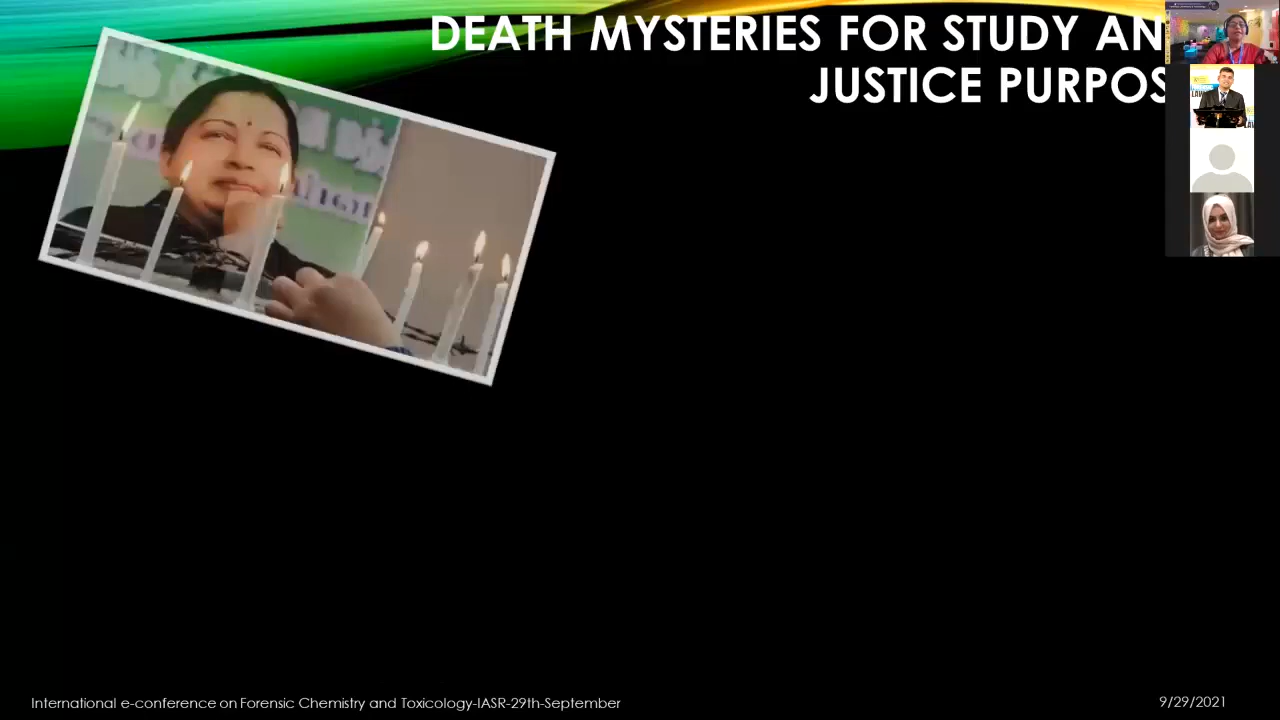 DEATH MYSTERIES FOR STUDY AN
JUSTICE PURPOS
International e-conference on Forensic Chemistry and Toxicology-IASR-29th-September
9/29/2021